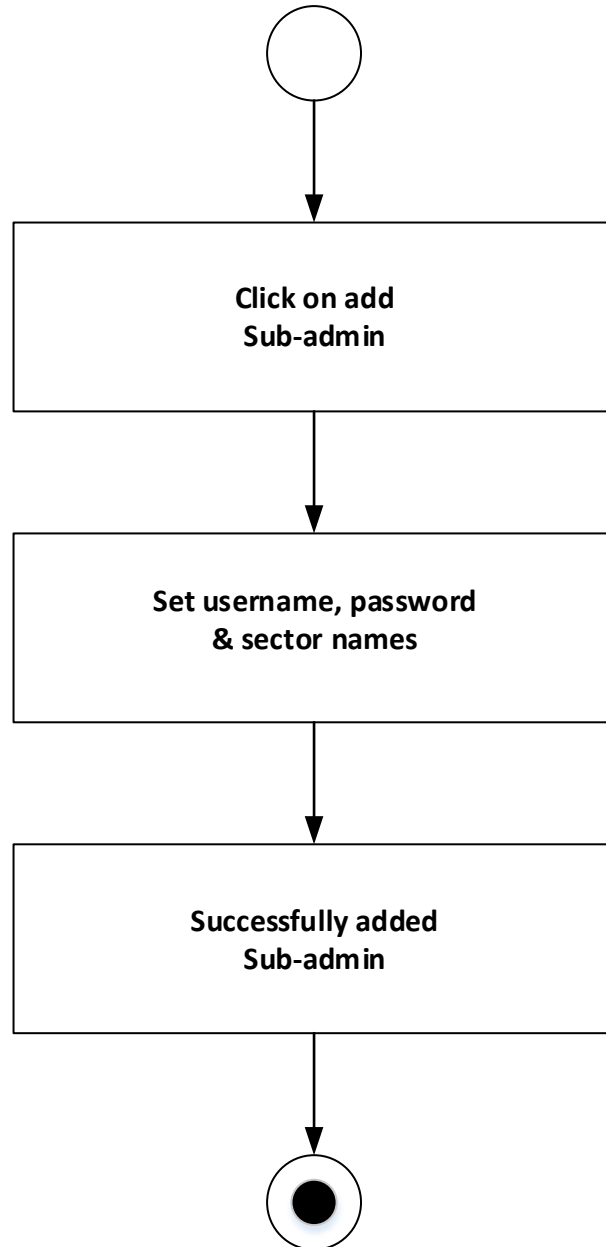 Click on add
Sub-admin
Set username, password
& sector names
Successfully added
Sub-admin